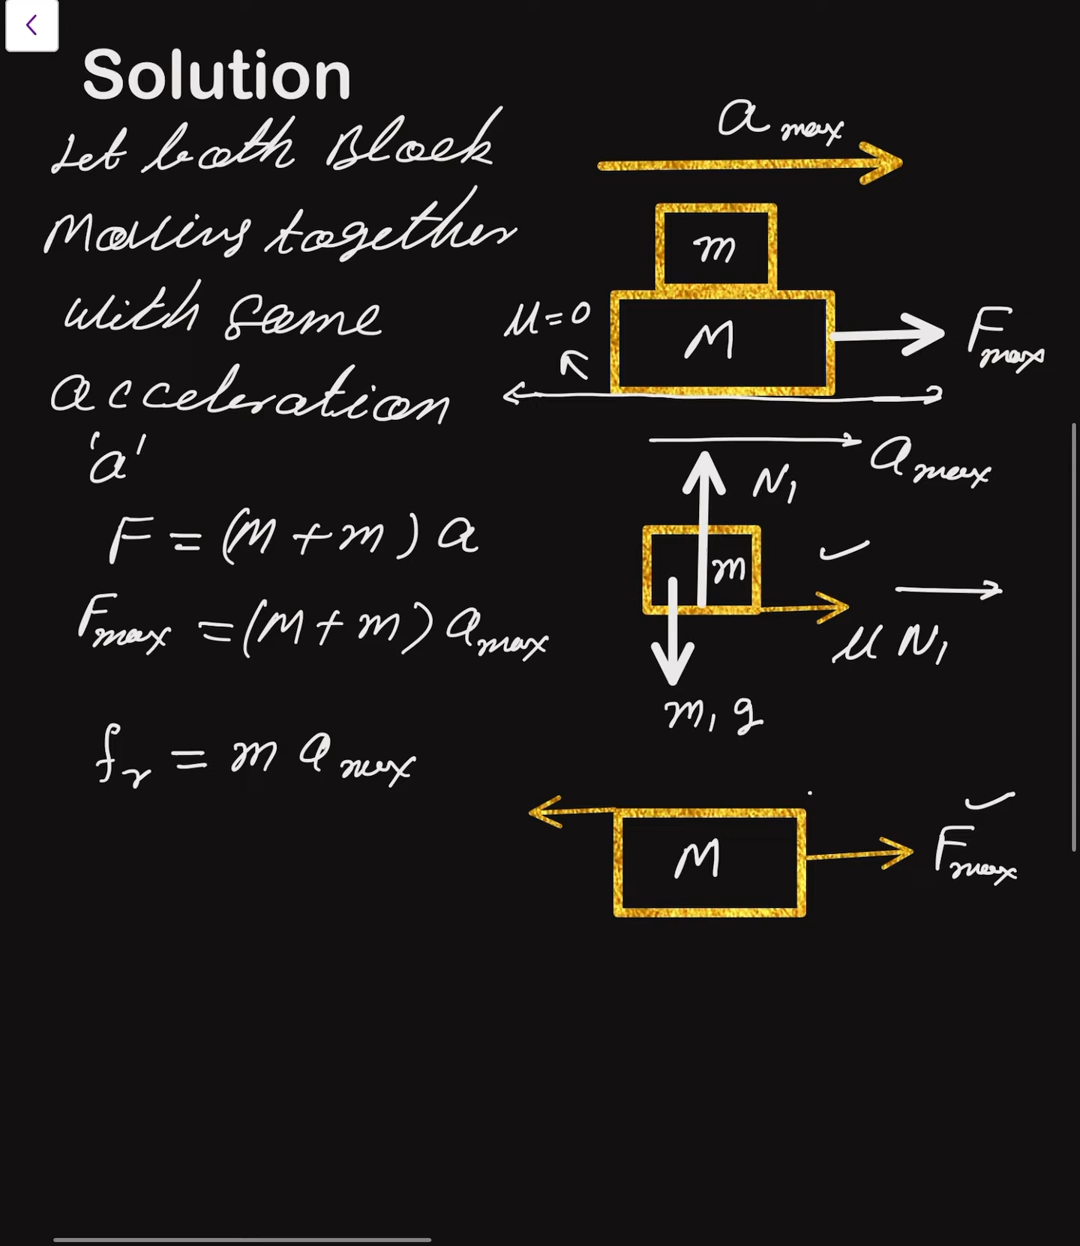 Solution
Let both Block
Moving together
with same
acceleration
'a'
F = (M + m) a
Fmax = (M + m) amax
fr = m amax
amax
m
μ=0
M
Fmax
amax
N1
m
μ N1
m1 g
M
Fmax